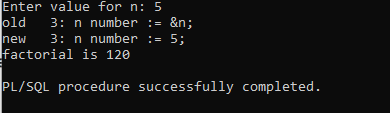 Enter value for n: 5
old   3: n number := &n;
new   3: n number := 5;
factorial is 120
PL/SQL procedure successfully completed.